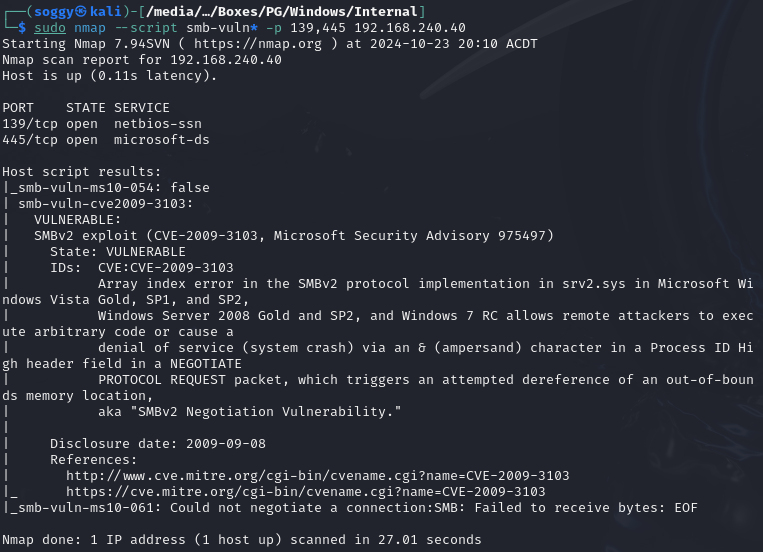 ┌──(soggy㉿kali)-[/media/…/Boxes/PG/Windows/Internal]
└─$ sudo nmap --script smb-vuln* -p 139,445 192.168.240.40
Starting Nmap 7.94SVN ( https://nmap.org ) at 2024-10-23 20:10 ACDT
Nmap scan report for 192.168.240.40
Host is up (0.11s latency).

PORT    STATE SERVICE
139/tcp open  netbios-ssn
445/tcp open  microsoft-ds

Host script results:
|_smb-vuln-ms10-054: false
| smb-vuln-cve2009-3103:
|   VULNERABLE:
|   SMBv2 exploit (CVE-2009-3103, Microsoft Security Advisory 975497)
|     State: VULNERABLE
|     IDs:  CVE:CVE-2009-3103
|           Array index error in the SMBv2 protocol implementation in srv2.sys in Microsoft Wi
ndows Vista Gold, SP1, and SP2,
|           Windows Server 2008 Gold and SP2, and Windows 7 RC allows remote attackers to exec
ute arbitrary code or cause a
|           denial of service (system crash) via an & (ampersand) character in a Process ID Hi
gh header field in a NEGOTIATE
|           PROTOCOL REQUEST packet, which triggers an attempted dereference of an out-of-boun
ds memory location,
|           aka "SMBv2 Negotiation Vulnerability."
|
|     Disclosure date: 2009-09-08
|     References:
|       http://www.cve.mitre.org/cgi-bin/cvename.cgi?name=CVE-2009-3103
|_      https://cve.mitre.org/cgi-bin/cvename.cgi?name=CVE-2009-3103
|_smb-vuln-ms10-061: Could not negotiate a connection:SMB: Failed to receive bytes: EOF

Nmap done: 1 IP address (1 host up) scanned in 27.01 seconds